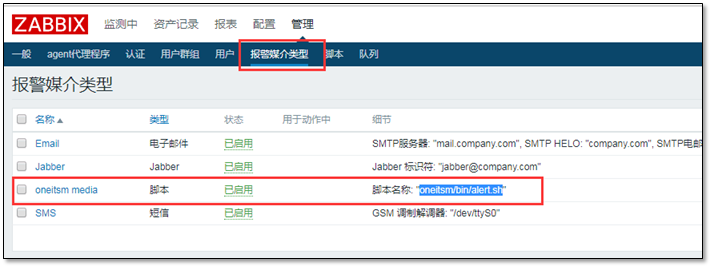 ZABBIX 监测中 资产记录 报表 配置 管理
一般 agent代理程序 认证 用户群组 用户 报警媒介类型 脚本 队列
报警媒介类型
名称 类型 状态 用于动作中 细节
Email 电子邮件 已启用 SMTP服务器: "mail.company.com", SMTP HELO: "company.com", SMTP电邮
Jabber Jabber 已启用 Jabber 标识符: "jabber@company.com"
oneitsm media 脚本 已启用 脚本名称: "oneitsm/bin/alert.sh"
SMS 短信 已启用 GSM 调制解调器: "/dev/ttyS0"